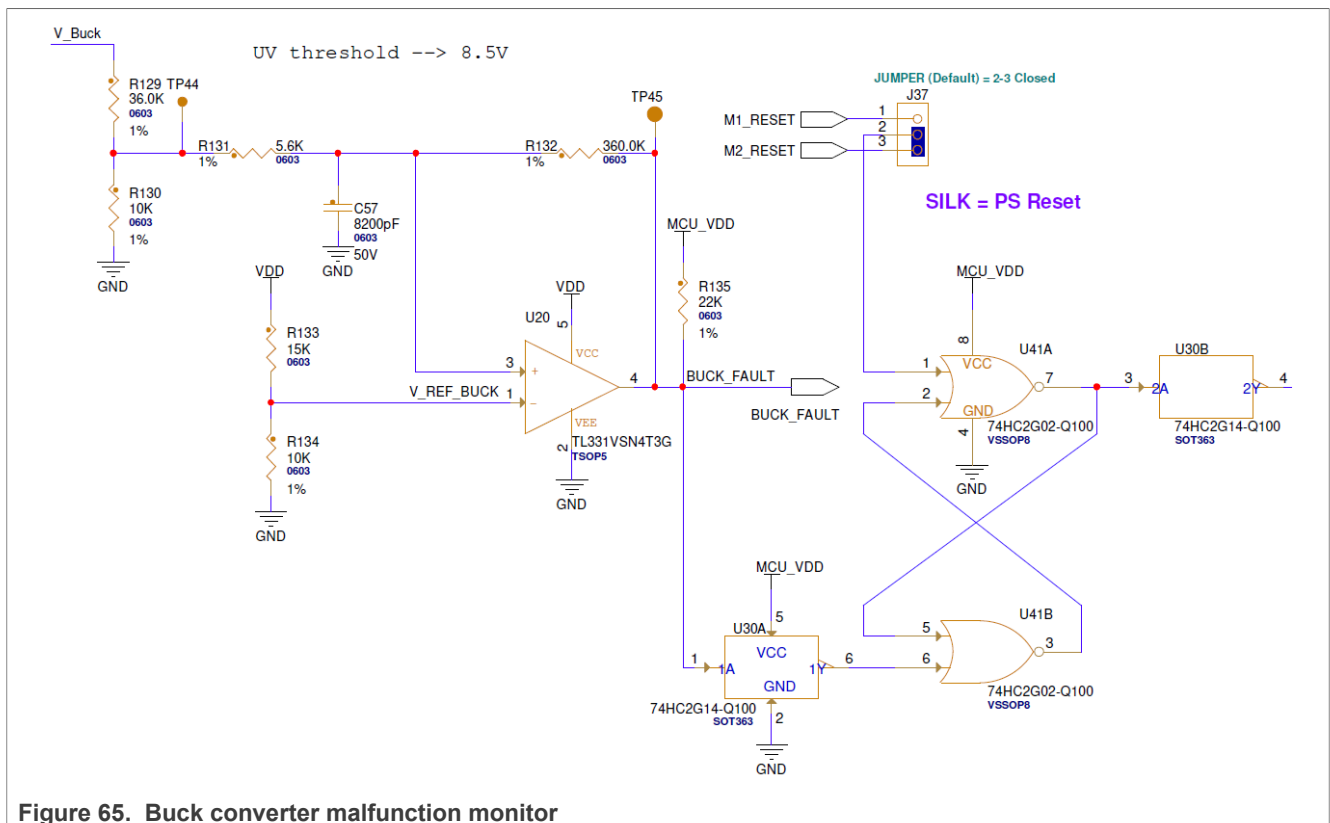 V_Buck
UV threshold --> 8.5V
R129
36.0K
0603
1%
TP44
R131
1%
5.6K
0603
R132
1%
360.0K
0603
TP45
R130
10K
0603
1%
GND
C57
8200pF
0603
50V
GND
JUMPER (Default) = 2-3 Closed
J37
M1_RESET
1
2
M2_RESET
3
SILK = PS Reset
VDD
R133
15K
0603
V_REF_BUCK
R134
10K
0603
1%
GND
VDD
U20
5
VCC
3
+
1
-
4
VEE
2
TL331VSN4T3G
TSOP5
GND
MCU_VDD
R135
22K
0603
1%
BUCK_FAULT
BUCK_FAULT
MCU_VDD
8
U41A
VCC
1
2
7
GND
4
74HC2G02-Q100
VSSOP8
GND
U30B
3
2A
2Y
4
74HC2G14-Q100
SOT363
MCU_VDD
5
U30A
VCC
1
1A
1Y
6
GND
74HC2G14-Q100
SOT363
2
GND
U41B
5
6
3
74HC2G02-Q100
VSSOP8
Figure 65. Buck converter malfunction monitor